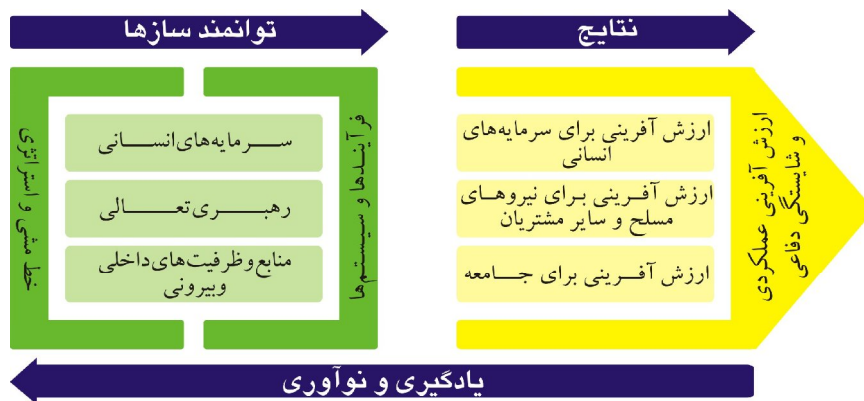 توانمند سازها
نتایج
خط مشی و استراتژی
سرمایه‌های انسانی
رهبری تعالی
منابع و ظرفیت‌های داخلی
وبیرونی
فرآیندها و سیستم‌ها
ارزش آفرینی برای سرمایه‌های
انسانی
ارزش آفرینی برای نیروهای
مسلح و سایر مشتریان
ارزش آفرینی برای جامعه
ارزش آفرینی عملکردی
و شایستگی دفاعی
یادگیری و نوآوری